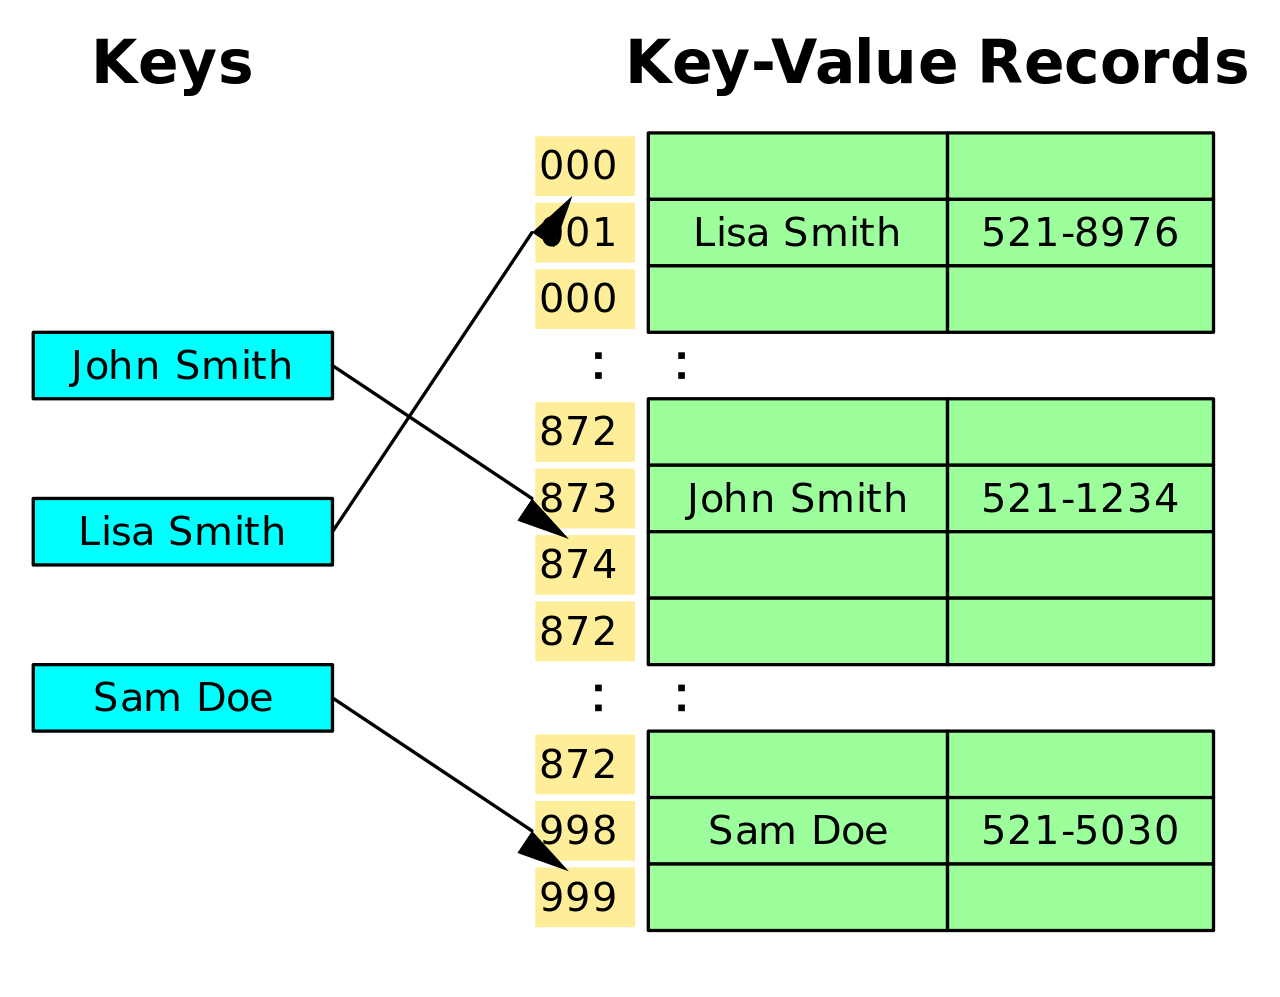 Keys
Key-Value Records
000
001 Lisa Smith 521-8976
000
: :
John Smith
872
873 John Smith 521-1234
Lisa Smith
874
872
Sam Doe
: :
872
998 Sam Doe 521-5030
999